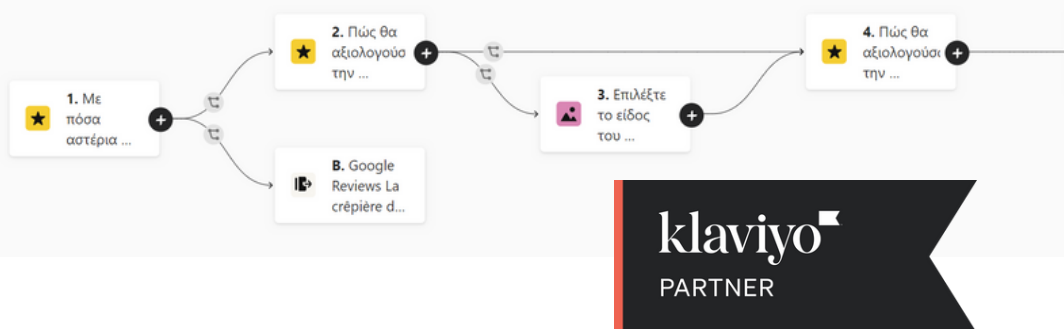 1. Με
πόσα
αστέρια ...
2. Πώς θα
αξιολογούσ
την ...
B. Google
Reviews La
crêpière d...
3. Επιλέξτε
το είδος
του ...
4. Πώς θα
αξιολογούσ
την ...
klaviyo
PARTNER